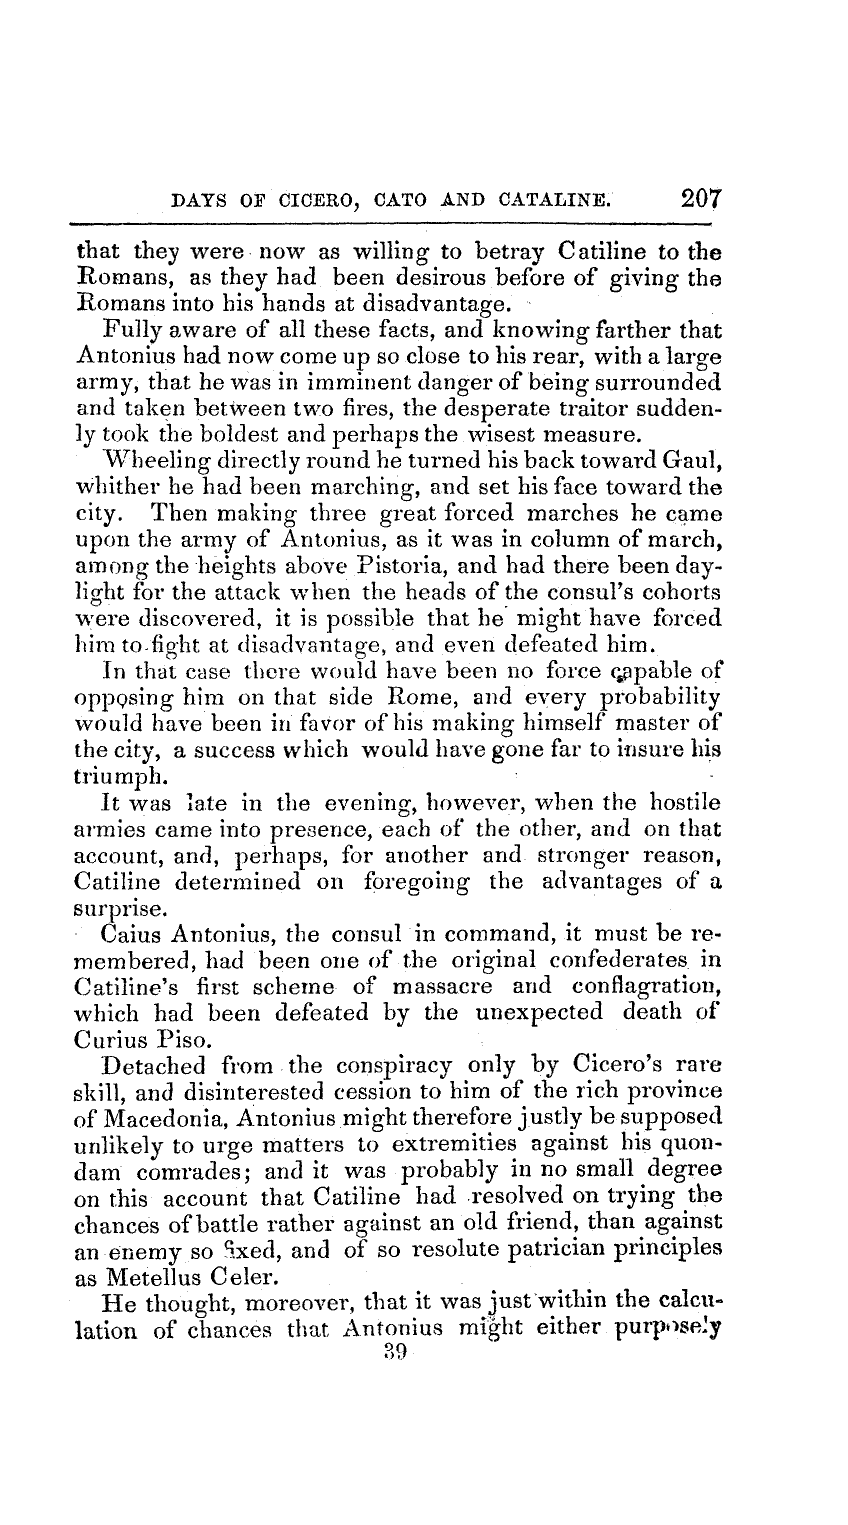 DAYS OF CICERO, CATO AND CATALINE. 207
that they were now as willing to betray Catiline to the
Romans, as they had been desirous before of giving the
Romans into his hands at disadvantage.
Fully aware of all these facts, and knowing farther that
Antonius had now come up so close to his rear, with a large
army, that he was in imminent danger of being surrounded
and taken between two fires, the desperate traitor sudden-
ly took the boldest and perhaps the wisest measure.
Wheeling directly round he turned his back toward Gaul,
whither he had been marching, and set his face toward the
city. Then making three great forced marches he came
upon the army of Antonius, as it was in column of march,
among the heights above Pistoria, and had there been day-
light for the attack when the heads of the consul's cohorts
were discovered, it is possible that he might have forced
him to fight at disadvantage, and even defeated him.
In that case there would have been no force capable of
opposing him on that side Rome, and every probability
would have been in favor of his making himself master of
the city, a success which would have gone far to insure his
triumph.
It was late in the evening, however, when the hostile
armies came into presence, each of the other, and on that
account, and, perhaps, for another and stronger reason,
Catiline determined on foregoing the advantages of a
surprise.
Caius Antonius, the consul in command, it must be re-
membered, had been one of the original confederates in
Catiline's first scheme of massacre and conflagration,
which had been defeated by the unexpected death of
Curius Piso.
Detached from the conspiracy only by Cicero's rare
skill, and disinterested cession to him of the rich province
of Macedonia, Antonius might therefore justly be supposed
unlikely to urge matters to extremities against his quon-
dam comrades; and it was probably in no small degree
on this account that Catiline had resolved on trying the
chances of battle rather against an old friend, than against
an enemy so fixed, and of so resolute patrician principles
as Metellus Celer.
He thought, moreover, that it was just within the calcu-
lation of chances that Antonius might either purposely
39